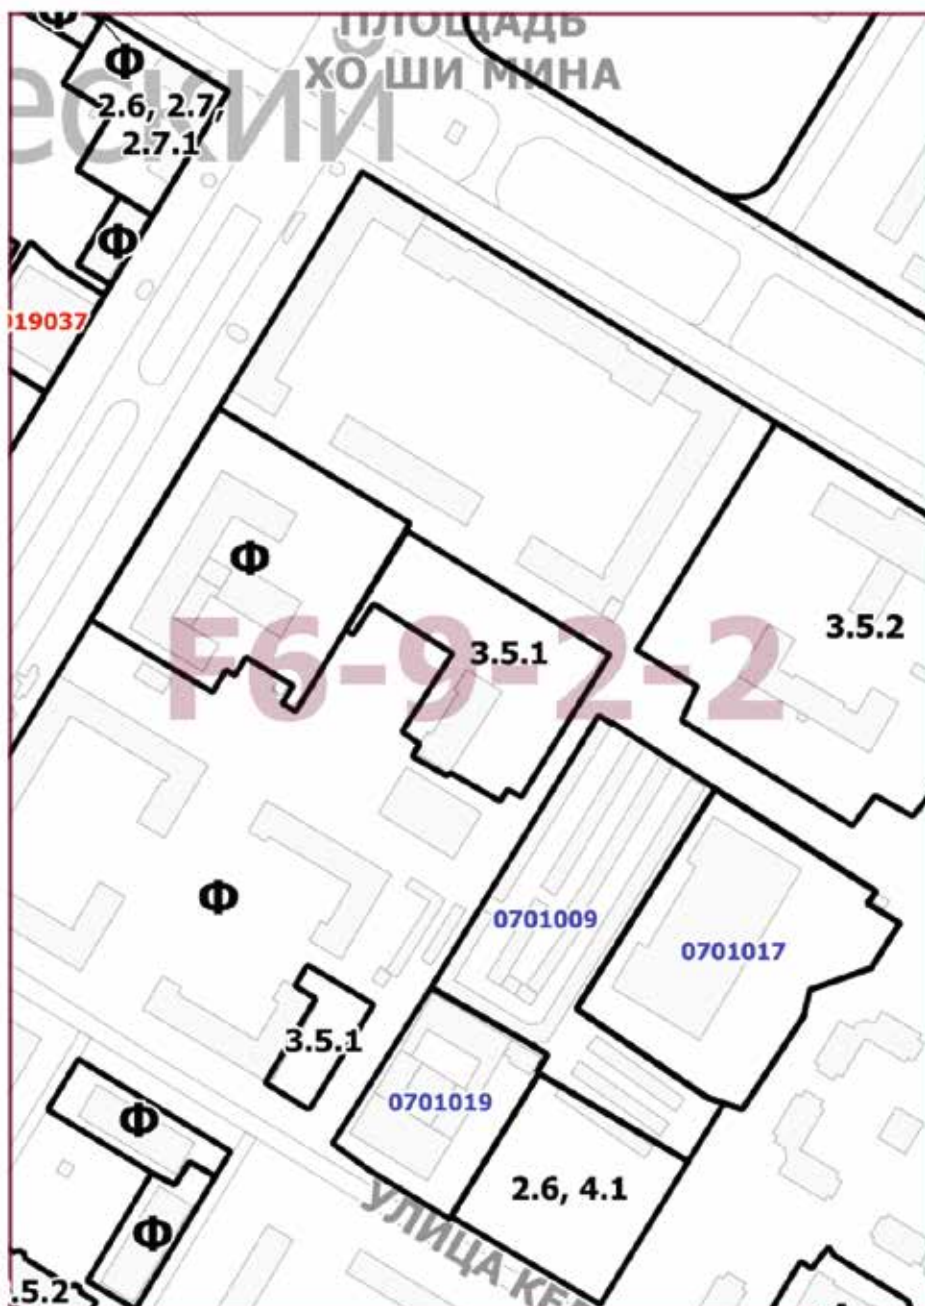 Ф
ПЛОЩАДЬ
ХО ШИ МИНА
Ф
еский
2.6, 2.7,
2.7.1
Ф
019037
Ф
3.5.2
3.5.1
F6-9-2-2
Ф
0701009
0701017
3.5.1
0701019
Ф
2.6, 4.1
УЛИЦА КЕ
Ф
.5.2